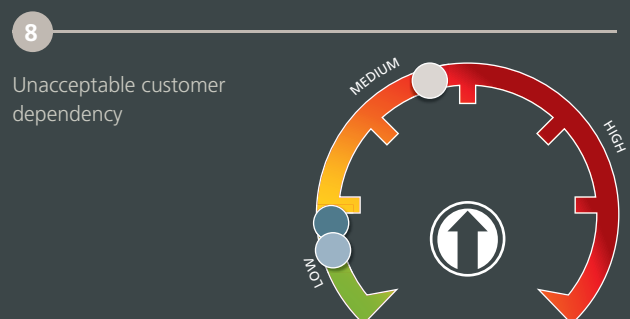 8
Unacceptable customer
dependency
MEDIUM
HIGH
LOW